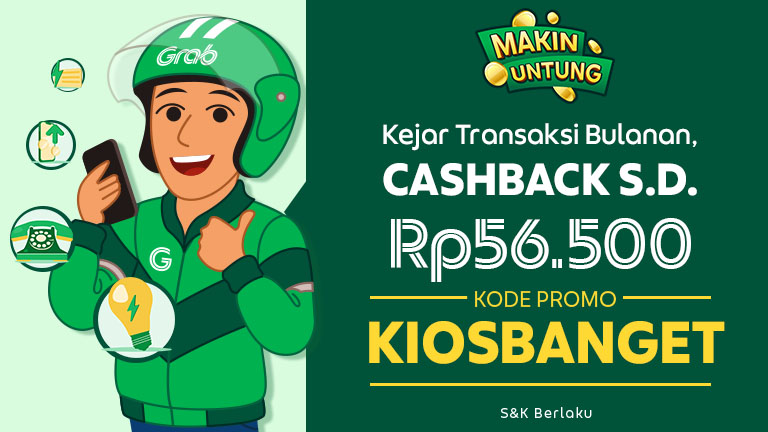 Grab
G
MAKIN
UNTUNG
Kejar Transaksi Bulanan,
CASHBACK S.D.
Rp56.500
KODE PROMO
KIOSBANGET
S&K Berlaku